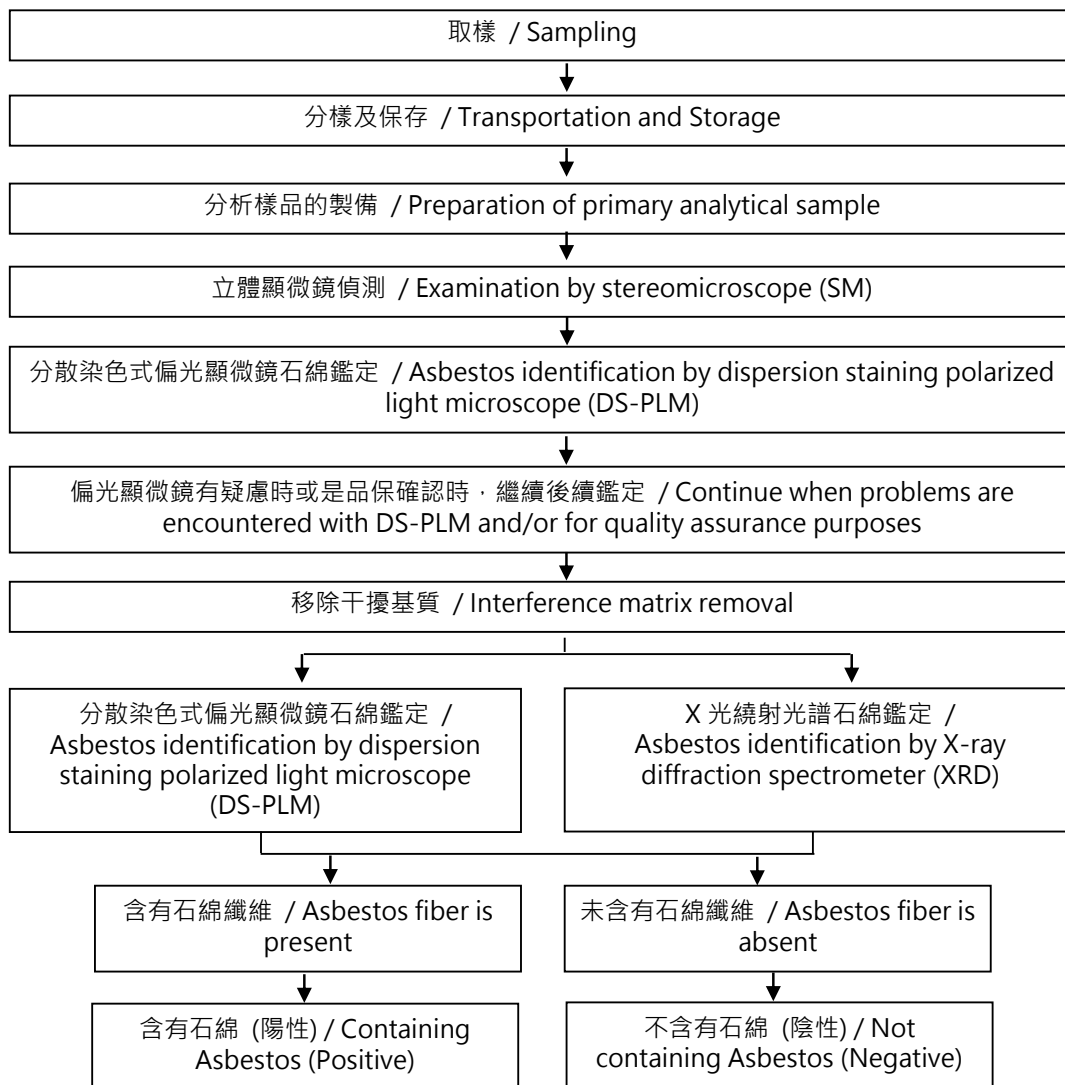 取樣 / Sampling
分樣及保存 / Transportation and Storage
分析樣品的製備 / Preparation of primary analytical sample
立體顯微鏡偵測 / Examination by stereomicroscope (SM)
分散染色式偏光顯微鏡石綿鑑定 / Asbestos identification by dispersion staining polarized
light microscope (DS-PLM)
偏光顯微鏡有疑慮時或是品保確認時，繼續後續鑑定 / Continue when problems are
encountered with DS-PLM and/or for quality assurance purposes
移除干擾基質 / Interference matrix removal
分散染色式偏光顯微鏡石綿鑑定 /
Asbestos identification by dispersion
staining polarized light microscope
(DS-PLM)
X 光繞射光譜石綿鑑定 /
Asbestos identification by X-ray
diffraction spectrometer (XRD)
含有石綿纖維 / Asbestos fiber is
present
未含有石綿纖維 / Asbestos fiber is
absent
含有石綿 (陽性) / Containing
Asbestos (Positive)
不含有石綿 (陰性) / Not
containing Asbestos (Negative)